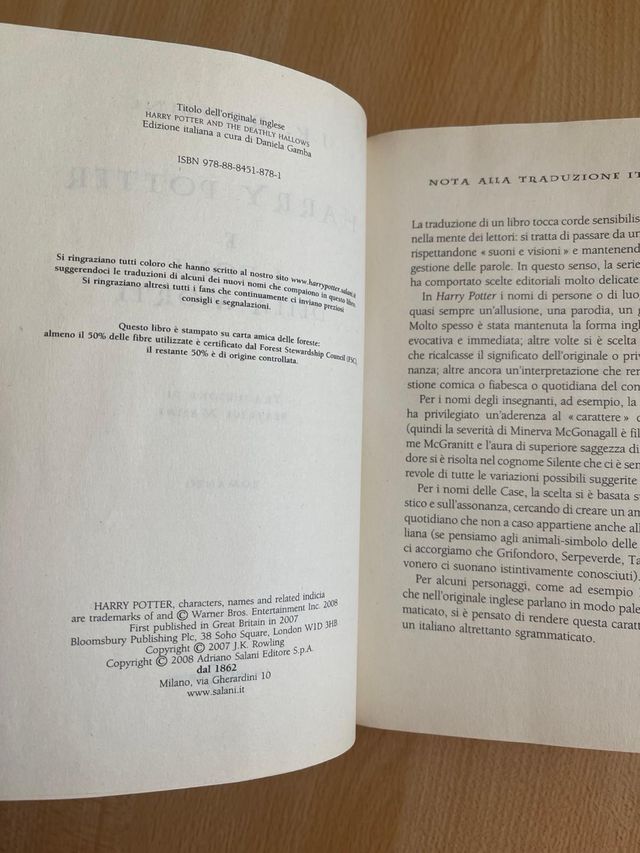 Titolo dell'originale inglese
HARRY POTTER AND THE DEATHLY HALLOWS
Edizione italiana a cura di Daniela Gamba
ISBN 978-88-8451-878-1
Si ringraziano tutti coloro che hanno scritto al nostro sito www.harrypotter.salani.it
suggerendoci le traduzioni di alcuni dei nuovi nomi che compaiono in questo libro.
Si ringraziano altresì tutti i fans che continuamente ci inviano preziosi
consigli e segnalazioni.
Questo libro è stampato su carta amica delle foreste:
almeno il 50% delle fibre utilizzate è certificato dal Forest Stewardship Council (FSC),
il restante 50% è di origine controllata.
HARRY POTTER, characters, names and related indicia
are trademarks of and © Warner Bros. Entertainment Inc. 2008
First published in Great Britain in 2007
Bloomsbury Publishing Plc, 38 Soho Square, London W1D 3HB
Copyright © 2007 J.K. Rowling
Copyright © 2008 Adriano Salani Editore S.p.A.
dal 1862
Milano, via Gherardini 10
www.salani.it
NOTA ALLA TRADUZIONE IT
La traduzione di un libro tocca corde sensibilis
nella mente dei lettori: si tratta di passare da un
rispettandone « suoni e visioni » e mantenend
gestione delle parole. In questo senso, la serie
ha comportato scelte editoriali molto delicate
In Harry Potter i nomi di persone o di luo
quasi sempre un'allusione, una parodia, un g
Molto spesso è stata mantenuta la forma ingl
evocativa e immediata; altre volte si è scelta
che ricalcasse il significato dell'originale o priv
nanza; altre ancora un'interpretazione che ren
stione comica o fiabesca o quotidiana del con
Per i nomi degli insegnanti, ad esempio, la
ha privilegiato un'aderenza al « carattere » d
(quindi la severità di Minerva McGonagall è fil
me McGranitt e l'aura di superiore saggezza di
dore si è risolta nel cognome Silente che ci è sem
revole di tutte le variazioni possibili suggerite
Per i nomi delle Case, la scelta si è basata su
stico e sull'assonanza, cercando di creare un am
quotidiano che non a caso appartiene anche all
liana (se pensiamo agli animali-simbolo delle
ci accorgiamo che Grifondoro, Serpeverde, Ta
vonero ci suonano istintivamente conosciuti).
Per alcuni personaggi, come ad esempio
che nell'originale inglese parlano in modo pale
maticato, si è pensato di rendere questa caratt
un italiano altrettanto sgrammaticato.